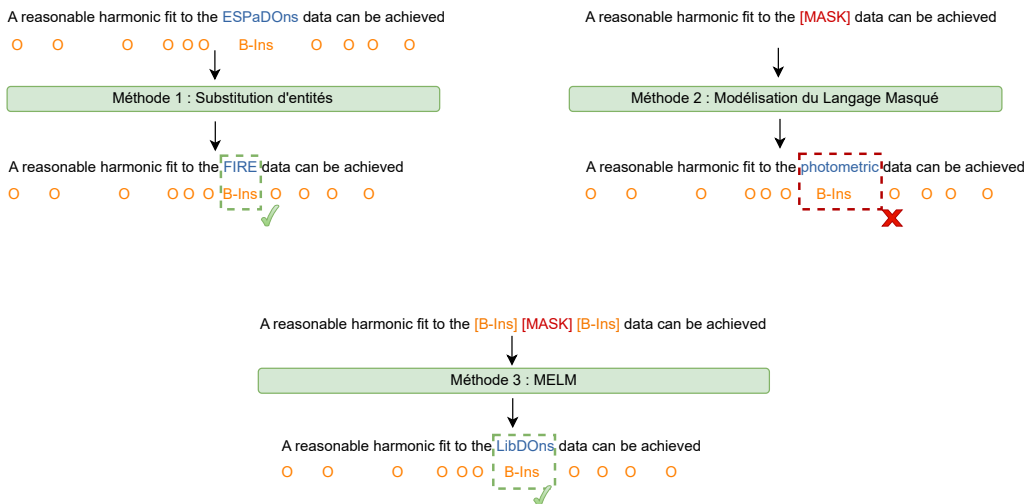 A reasonable harmonic fit to the ESPaDOns data can be achieved
O O O O O O B-Ins O O O O
Méthode 1 : Substitution d'entités
A reasonable harmonic fit to the FIRE data can be achieved
O O O O O O B-Ins O O O O
A reasonable harmonic fit to the [MASK] data can be achieved
Méthode 2 : Modélisation du Langage Masqué
A reasonable harmonic fit to the photometric data can be achieved
O O O O O O B-Ins O O O O
A reasonable harmonic fit to the [B-Ins] [MASK] [B-Ins] data can be achieved
Méthode 3 : MELM
A reasonable harmonic fit to the LibDOns data can be achieved
O O O O O O B-Ins O O O O